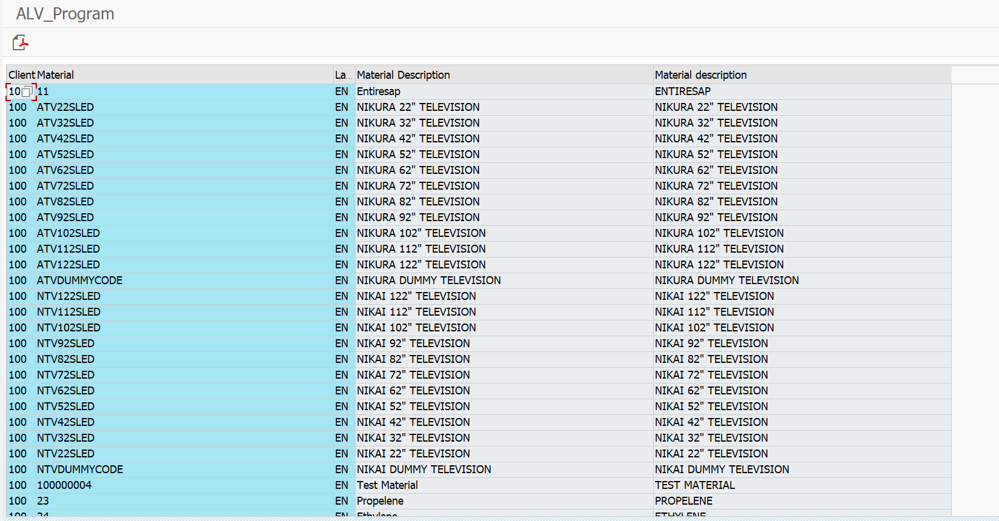 ALV_Program
Client Material La... Material Description Material description
10 11 EN Entiresap ENTIRESAP
100 ATV22SLED EN NIKURA 22" TELEVISION NIKURA 22" TELEVISION
100 ATV32SLED EN NIKURA 32" TELEVISION NIKURA 32" TELEVISION
100 ATV42SLED EN NIKURA 42" TELEVISION NIKURA 42" TELEVISION
100 ATV52SLED EN NIKURA 52" TELEVISION NIKURA 52" TELEVISION
100 ATV62SLED EN NIKURA 62" TELEVISION NIKURA 62" TELEVISION
100 ATV72SLED EN NIKURA 72" TELEVISION NIKURA 72" TELEVISION
100 ATV82SLED EN NIKURA 82" TELEVISION NIKURA 82" TELEVISION
100 ATV92SLED EN NIKURA 92" TELEVISION NIKURA 92" TELEVISION
100 ATV102SLED EN NIKURA 102" TELEVISION NIKURA 102" TELEVISION
100 ATV112SLED EN NIKURA 112" TELEVISION NIKURA 112" TELEVISION
100 ATV122SLED EN NIKURA 122" TELEVISION NIKURA 122" TELEVISION
100 ATVDUMMYCODE EN NIKURA DUMMY TELEVISION NIKURA DUMMY TELEVISION
100 NTV122SLED EN NIKAI 122" TELEVISION NIKAI 122" TELEVISION
100 NTV112SLED EN NIKAI 112" TELEVISION NIKAI 112" TELEVISION
100 NTV102SLED EN NIKAI 102" TELEVISION NIKAI 102" TELEVISION
100 NTV92SLED EN NIKAI 92" TELEVISION NIKAI 92" TELEVISION
100 NTV82SLED EN NIKAI 82" TELEVISION NIKAI 82" TELEVISION
100 NTV72SLED EN NIKAI 72" TELEVISION NIKAI 72" TELEVISION
100 NTV62SLED EN NIKAI 62" TELEVISION NIKAI 62" TELEVISION
100 NTV52SLED EN NIKAI 52" TELEVISION NIKAI 52" TELEVISION
100 NTV42SLED EN NIKAI 42" TELEVISION NIKAI 42" TELEVISION
100 NTV32SLED EN NIKAI 32" TELEVISION NIKAI 32" TELEVISION
100 NTV22SLED EN NIKAI 22" TELEVISION NIKAI 22" TELEVISION
100 NTVDUMMYCODE EN NIKAI DUMMY TELEVISION NIKAI DUMMY TELEVISION
100 100000004 EN Test Material TEST MATERIAL
100 23 EN Propelene PROPELENE
100 24 EN Ethylene ETHYLENE